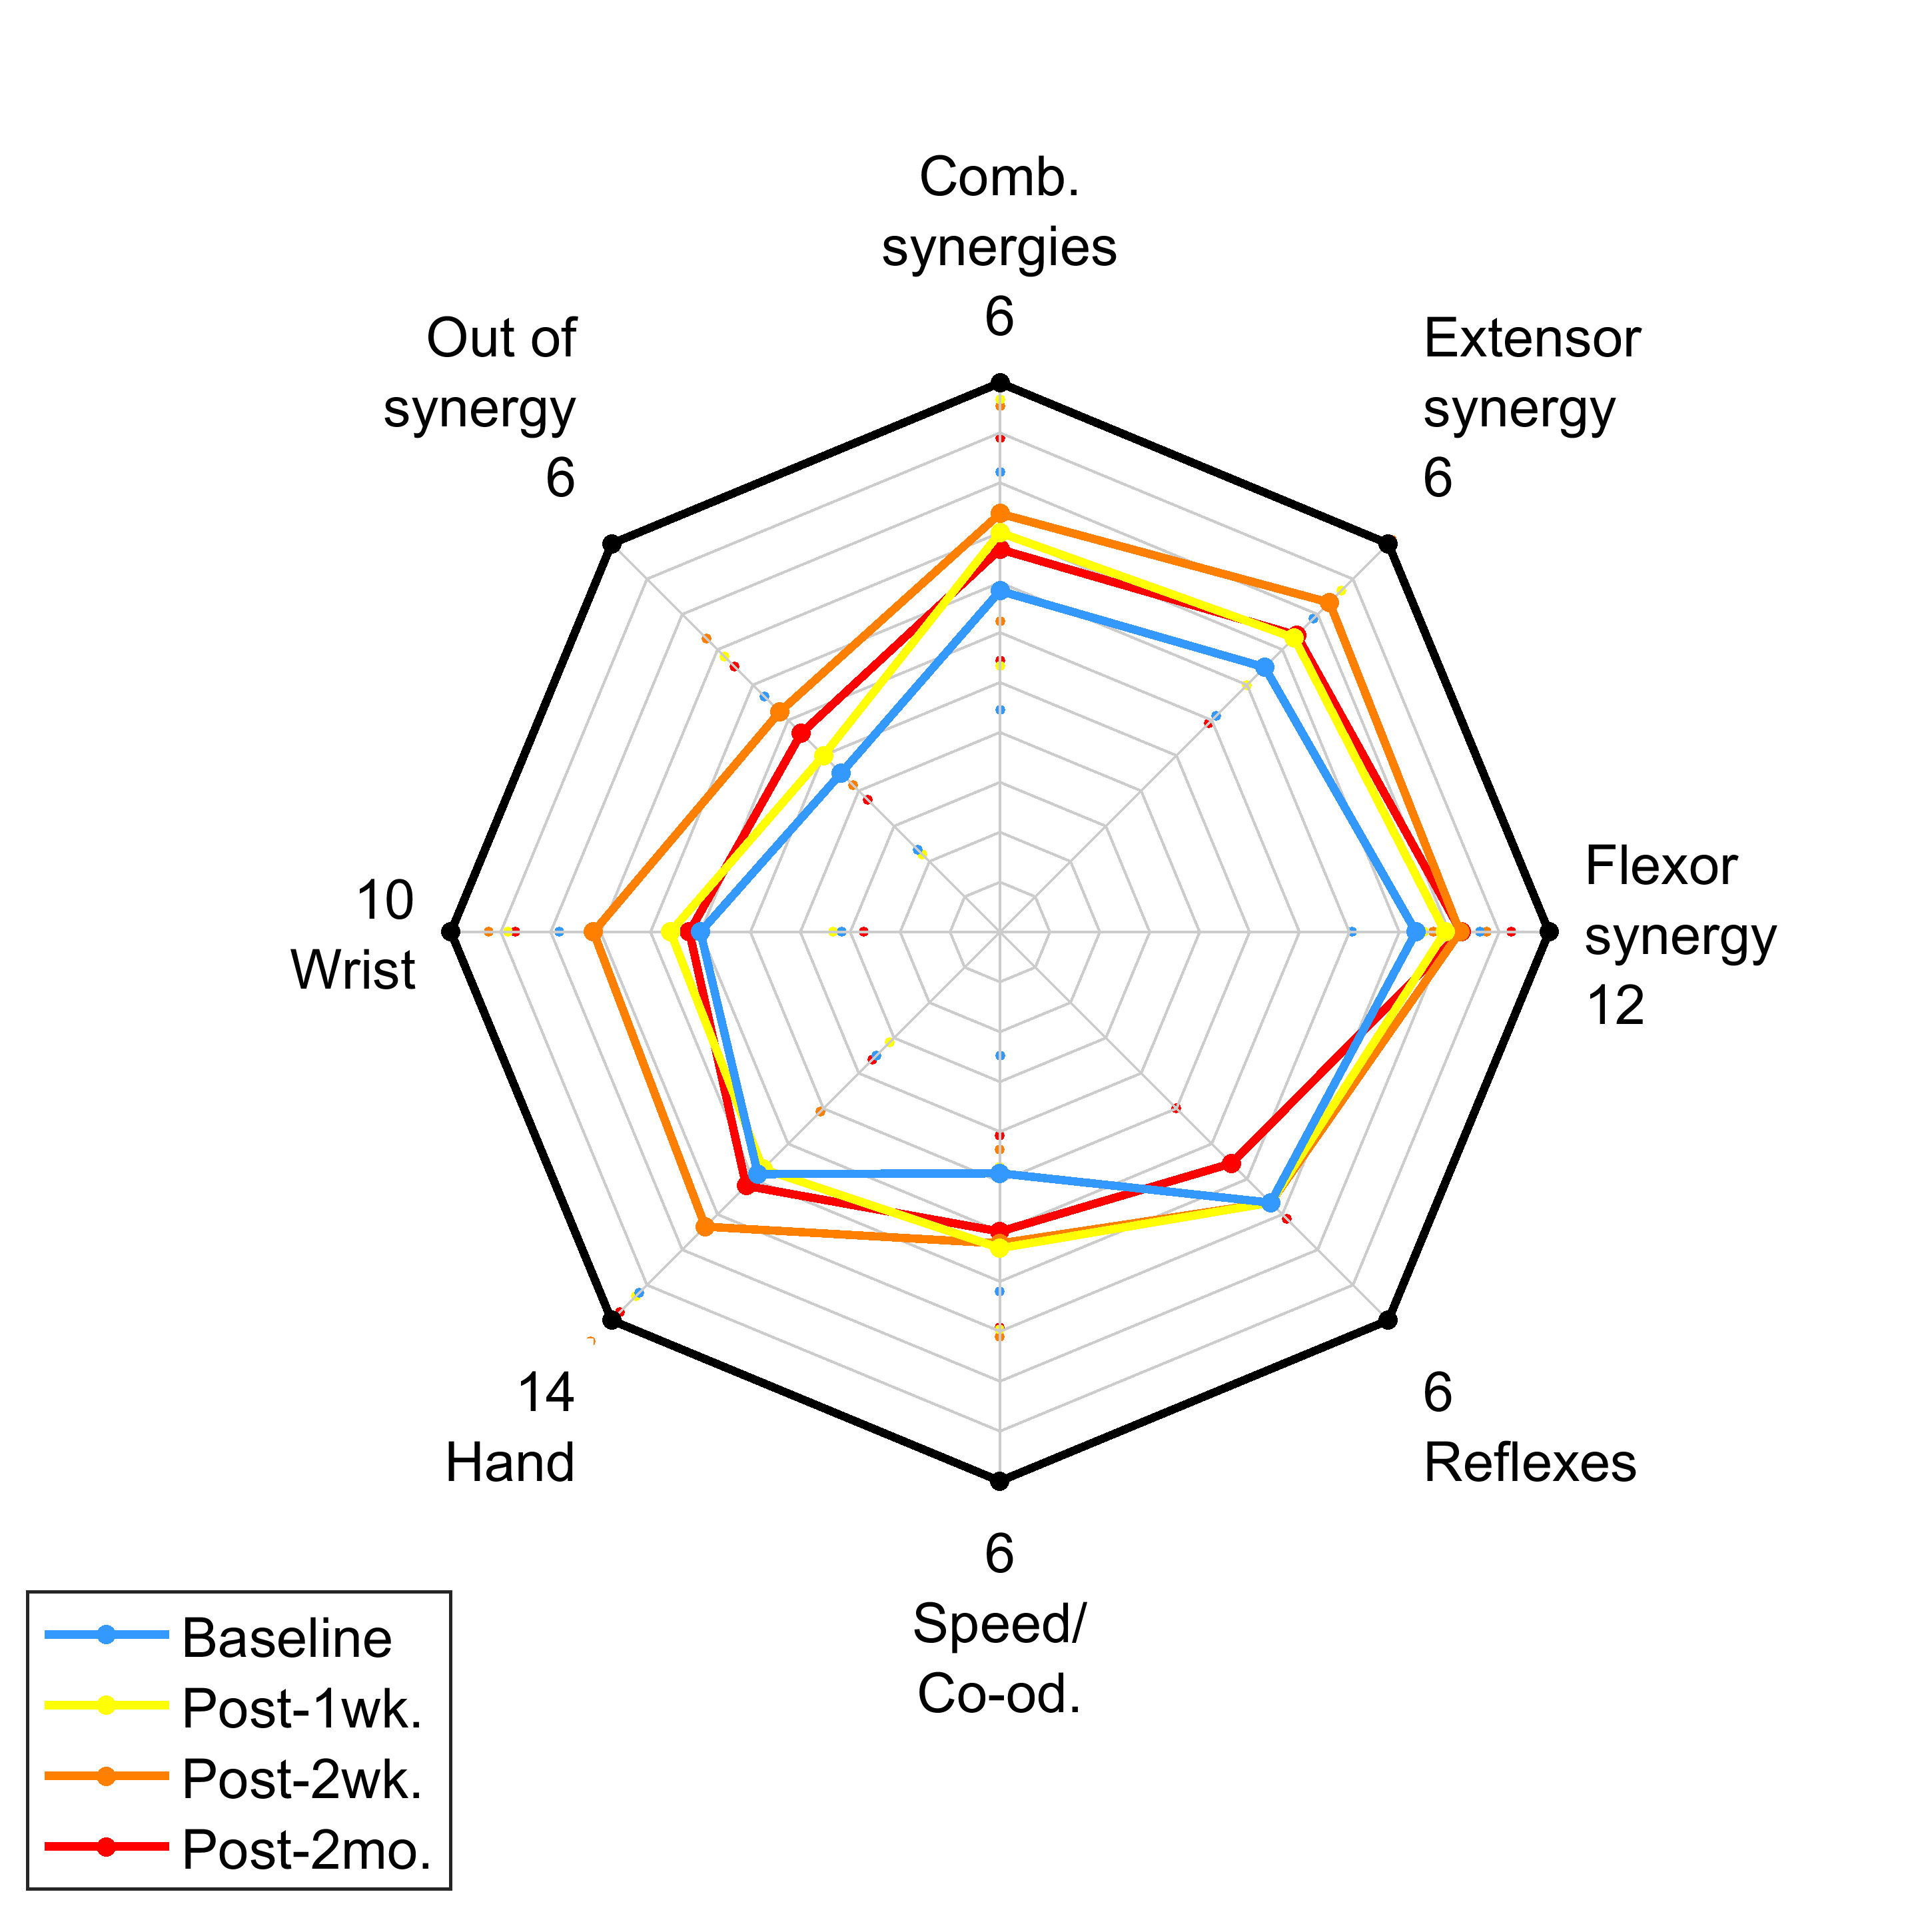 Comb.
synergies
6
Out of
synergy
6
Extensor
synergy
6
10
Wrist
Flexor
synergy
12
14
Hand
6
Reflexes
6
Speed/
Co-od.
Baseline
Post-1wk.
Post-2wk.
Post-2mo.